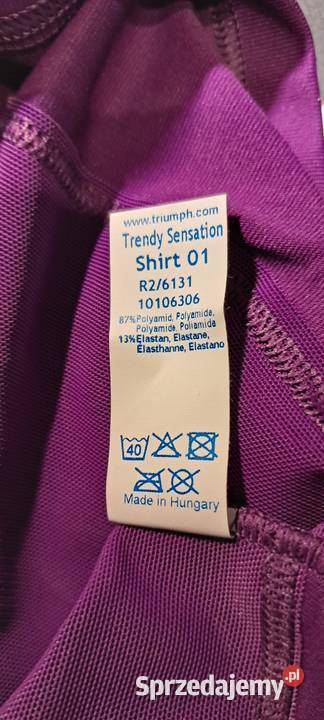 www.triumph.com
Trendy Sensation
Shirt 01
R2/6131
10106306
87% Polyamid, Polyamide,
Polyamide, Poliamida
13% Elastan, Elastane,
Élasthanne, Elastano
40
Made in Hungary
Sprzedajemy.pl